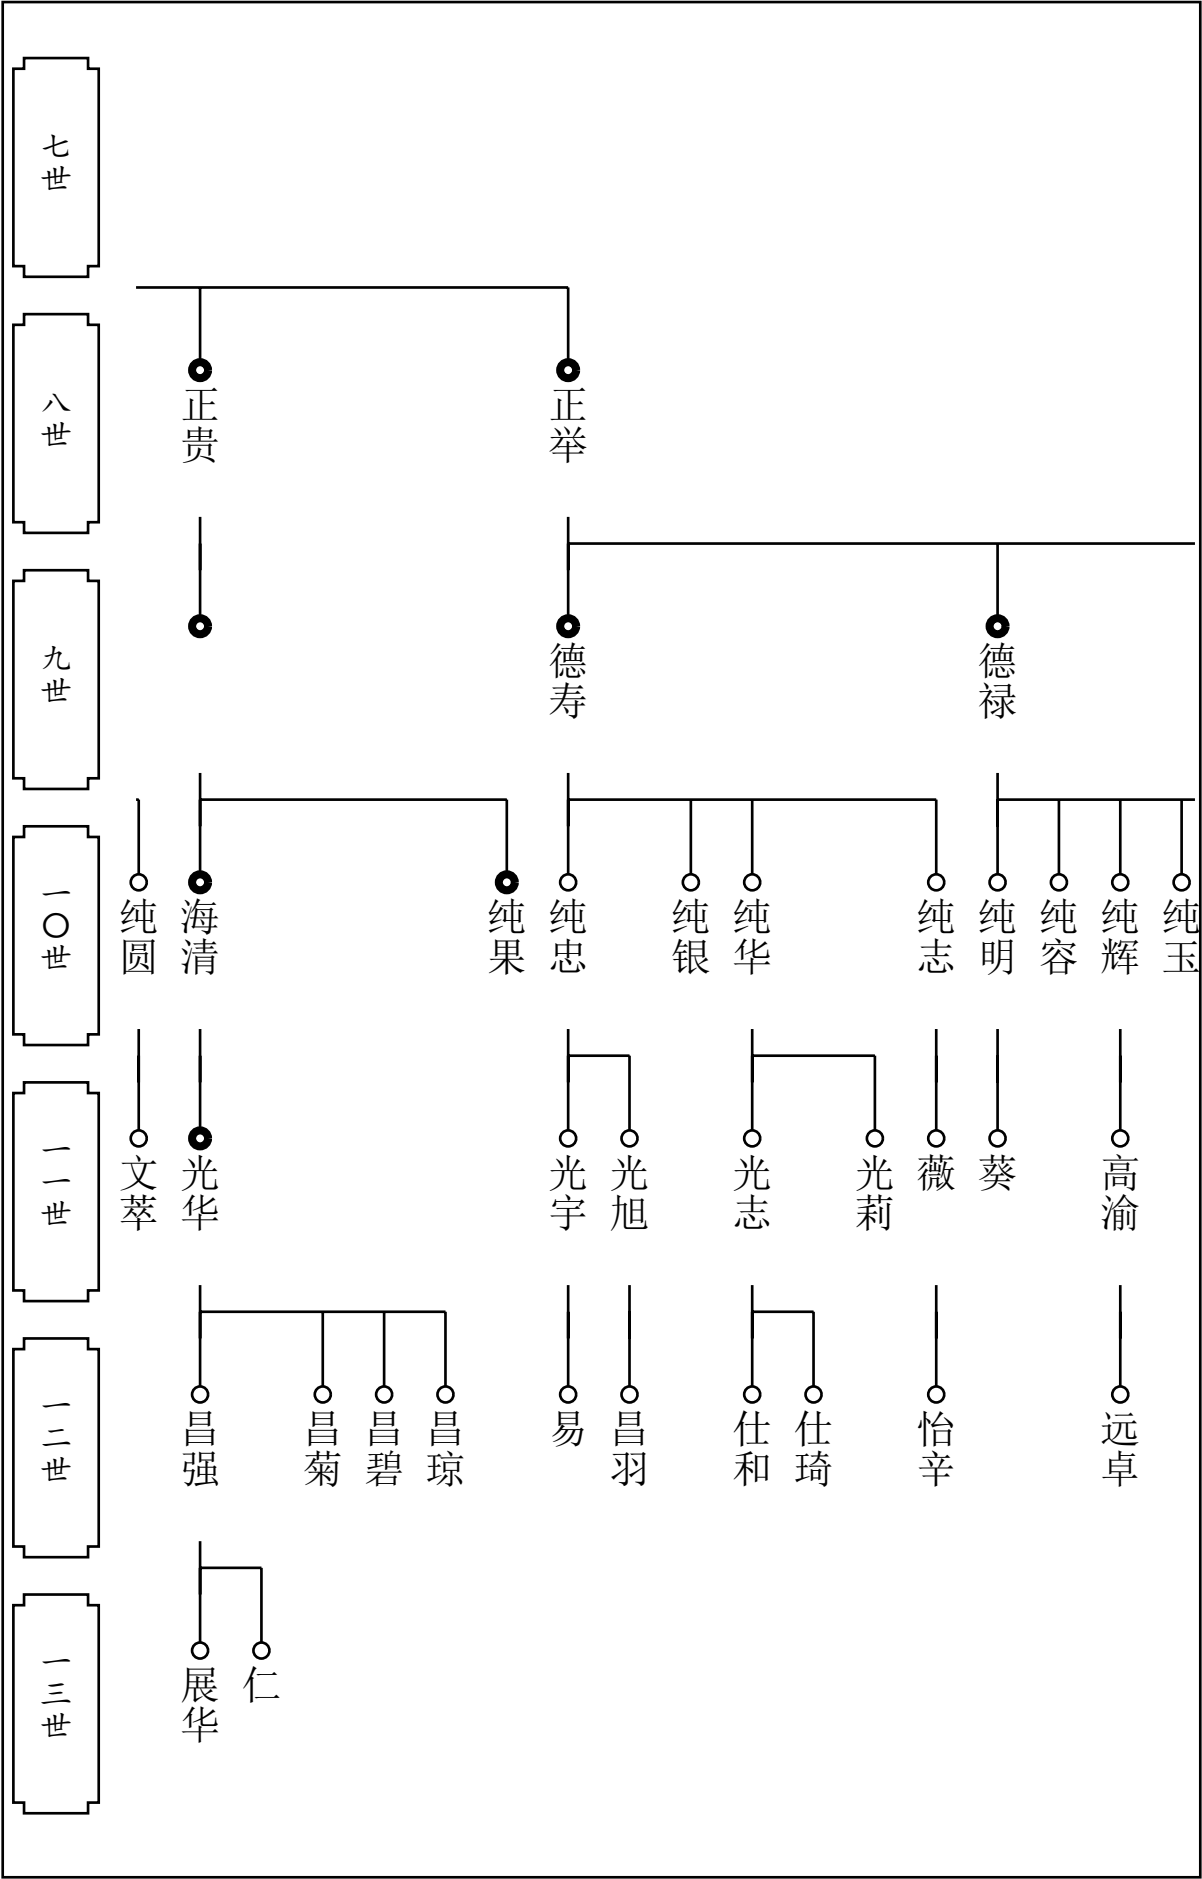 七世
八世
正贵
正举
九世
德寿
德禄
一〇世
纯圆
海清
纯果
纯忠
纯银
纯华
纯志
纯明
纯容
纯辉
纯玉
一一世
文萃
光华
光宇
光旭
光志
光莉
薇
葵
高渝
一二世
昌强
昌菊
昌碧
昌琼
易
昌羽
仕和
仕琦
怡辛
远卓
一三世
展华
仁